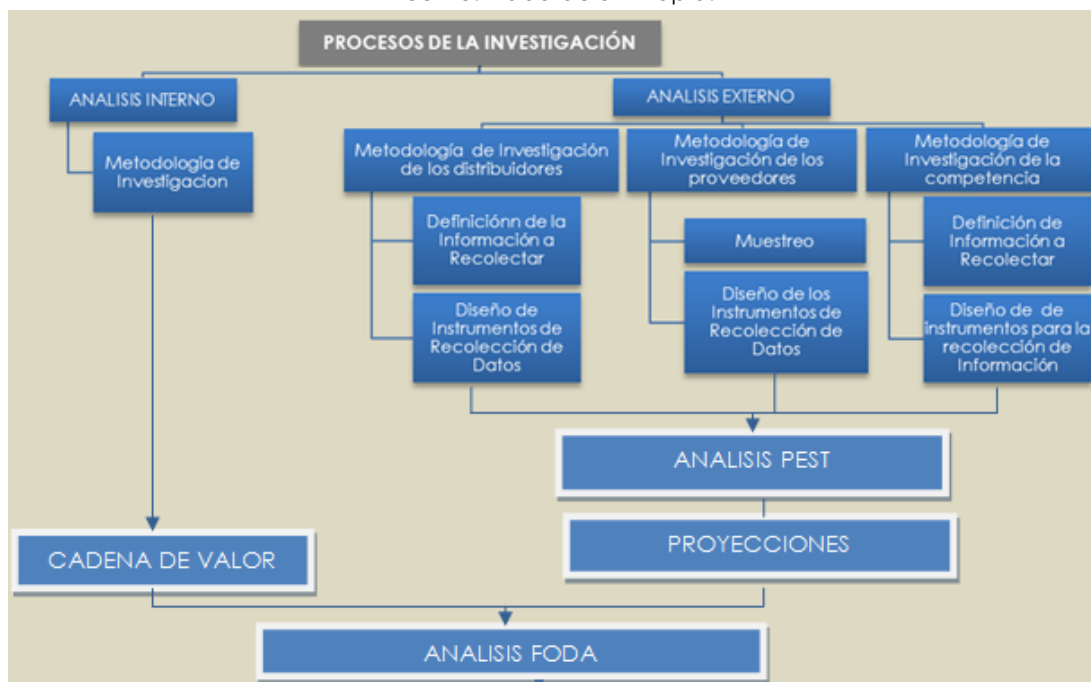 PROCESOS DE LA INVESTIGACIÓN
ANALISIS INTERNO
Metodologia de
Investigacion
CADENA DE VALOR
ANALISIS EXTERNO
Metodología de Investigación
de los distribuidores
Definiciónn de la
Información a
Recolectar
Diseño de
Instrumentos de
Recolección de
Datos
Metodología de
Investigación de los
proveedores
Muestreo
Diseño de los
Instrumentos de
Recolección de
Datos
Metodología de
Investigación de la
competencia
Definición de
Información a
Recolectar
Diseño de de
instrumentos para la
recolección de
Información
ANALISIS PEST
PROYECCIONES
ANALISIS FODA